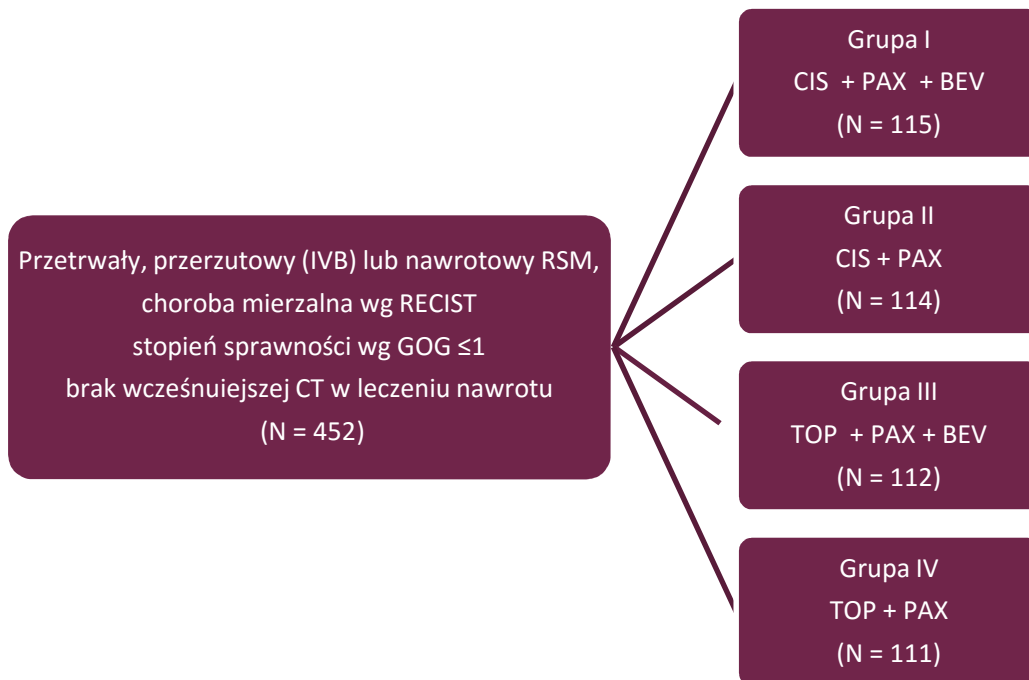 Przetrwały, przerzutowy (IVB) lub nawrotowy RSM,
choroba mierzalna wg RECIST
stopień sprawności wg GOG ≤1
brak wcześnuiejszej CT w leczeniu nawrotu
(N = 452)
Grupa I
CIS + PAX + BEV
(N = 115)
Grupa II
CIS + PAX
(N = 114)
Grupa III
TOP + PAX + BEV
(N = 112)
Grupa IV
TOP + PAX
(N = 111)